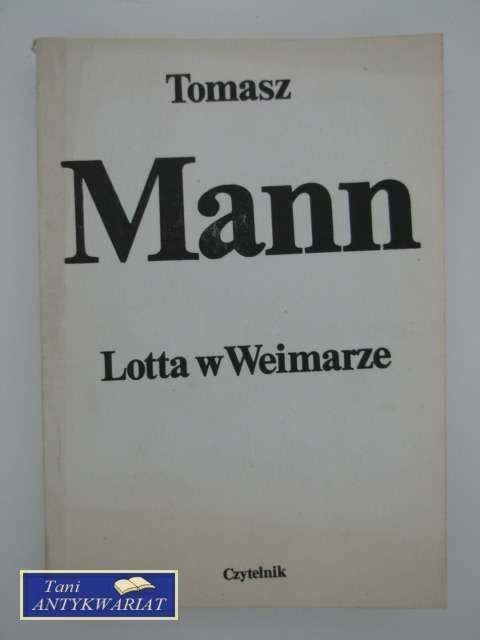 Tomasz
Mann
Lotta w Weimarze
Czytelnik
Tani
ANTYKWARIAT